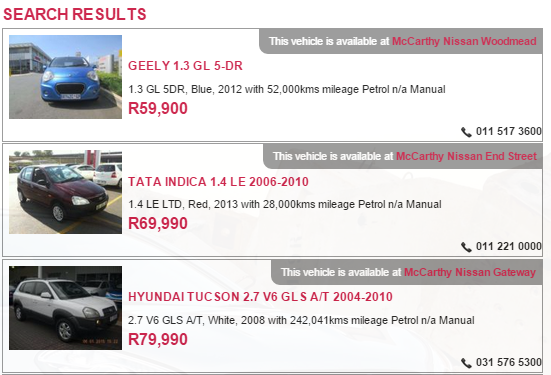 SEARCH RESULTS
This vehicle is available at McCarthy Nissan Woodmead
GEELY 1.3 GL 5-DR
1.3 GL 5DR, Blue, 2012 with 52,000kms mileage Petrol n/a Manual
R59,900
011 517 3600
This vehicle is available at McCarthy Nissan End Street
TATA INDICA 1.4 LE 2006-2010
1.4 LE LTD, Red, 2013 with 28,000kms mileage Petrol n/a Manual
R69,990
011 221 0000
This vehicle is available at McCarthy Nissan Gateway
HYUNDAI TUCSON 2.7 V6 GLS A/T 2004-2010
2.7 V6 GLS A/T, White, 2008 with 242,041kms mileage Petrol n/a Manual
R79,990
031 576 5300